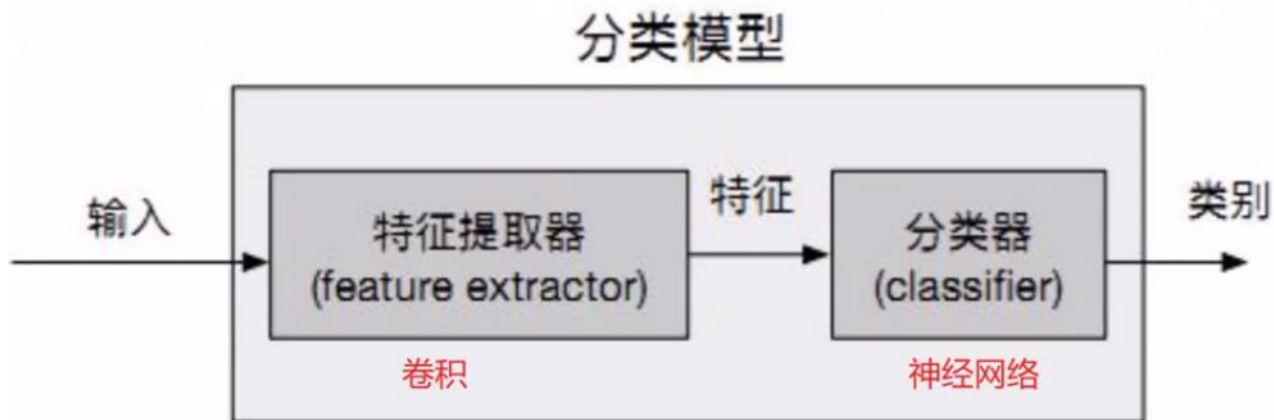 分类模型
输入
特征提取器
(feature extractor)
卷积
特征
分类器
(classifier)
神经网络
类别